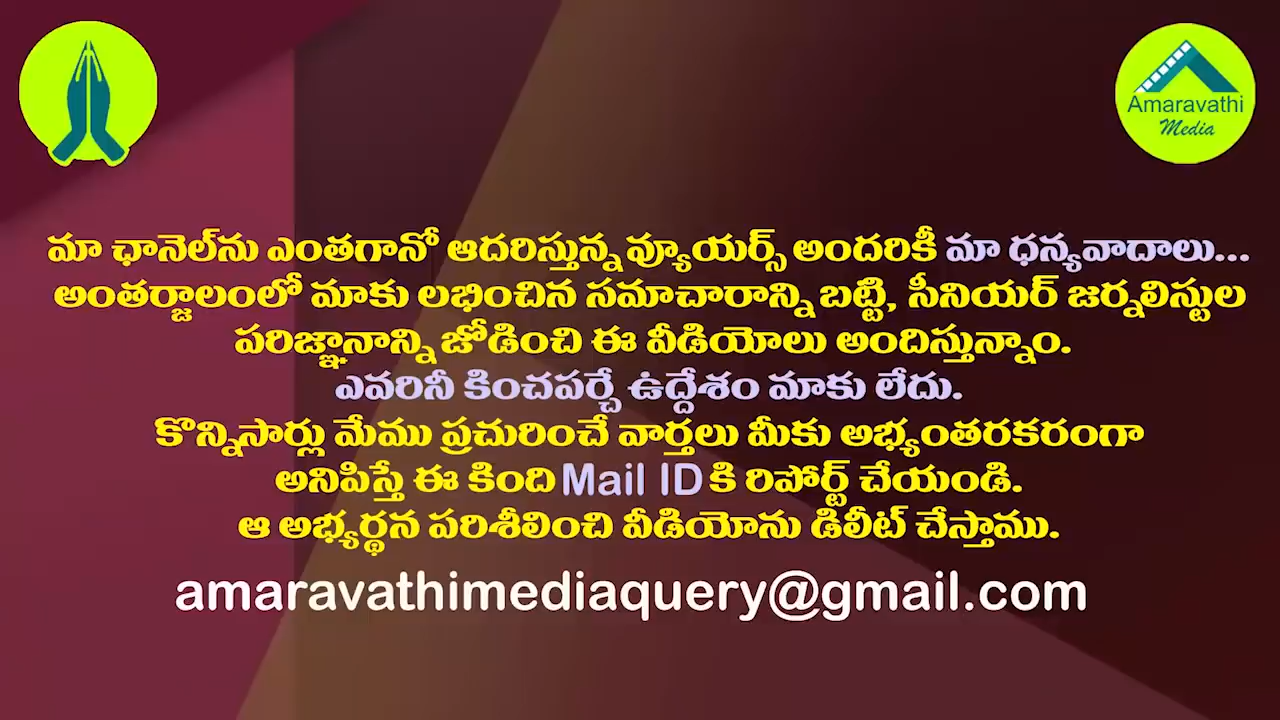 Amaravathi
Media
మా ఛానెల్‌ను ఎంతగానో ఆదరిస్తున్న వ్యూయర్స్ అందరికీ మా ధన్యవాదాలు...
అంతర్జాలంలో మాకు లభించిన సమాచారాన్ని బట్టి, సీనియర్ జర్నలిస్టుల
పరిజ్ఞానాన్ని జోడించి ఈ వీడియోలు అందిస్తున్నాం.
ఎవరినీ కించపర్చే ఉద్దేశం మాకు లేదు.
కొన్నిసార్లు మేము ప్రచురించే వార్తలు మీకు అభ్యంతరకరంగా
అనిపిస్తే ఈ కింది Mail ID కి రిపోర్ట్ చేయండి.
ఆ అభ్యర్థన పరిశీలించి వీడియోను డిలీట్ చేస్తాము.
amaravathimediaquery@gmail.com